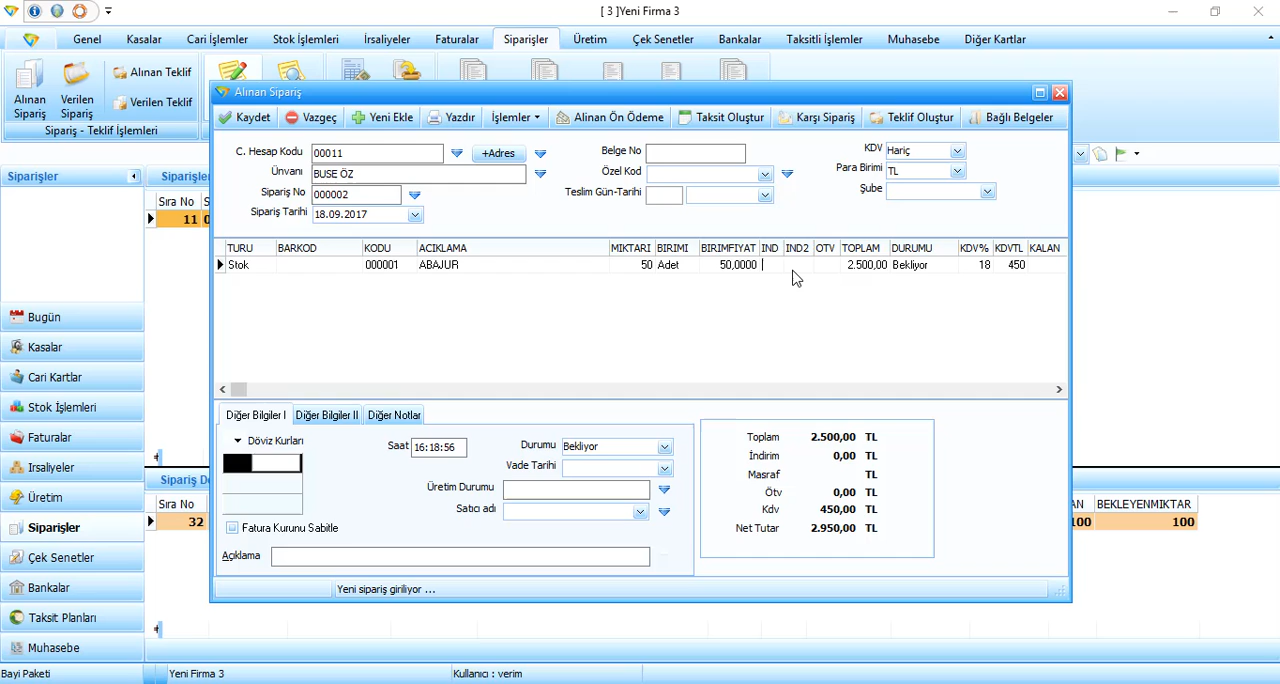 [ 3 ]Yeni Firma 3
Genel Kasalar Cari İşlemler Stok İşlemleri İrsaliyeler Faturalar Siparişler Üretim Çek Senetler Bankalar Taksitli İşlemler Muhasebe Diğer Kartlar
Alınan Sipariş
Verilen Sipariş
Alınan Teklif
Verilen Teklif
Sipariş - Teklif İşlemleri
Siparişler
Bugün
Kasalar
Cari Kartlar
Stok İşlemleri
Faturalar
Irsaliyeler
Üretim
Siparişler
Çek Senetler
Bankalar
Taksit Planları
Muhasebe
Siparişler
Sıra No S
11 0
Sipariş De
Sıra No
32
AN BEKLEYENMIKTAR
100 100
Alınan Sipariş
Kaydet Vazgeç Yeni Ekle Yazdır İşlemler Alınan Ön Ödeme Taksit Oluştur Karşı Sipariş Teklif Oluştur Bağlı Belgeler
C. Hesap Kodu 00011 +Adres
Ünvanı BUSE ÖZ
Sipariş No 000002
Sipariş Tarihi 18.09.2017
Belge No
Özel Kod
Teslim Gün-Tarihi
KDV Hariç
Para Birimi TL
Şube
TURU BARKOD KODU ACIKLAMA MIKTARI BIRIMI BIRIMFIYAT IND IND2 OTV TOPLAM DURUMU KDV% KDVTL KALAN
Stok 000001 ABAJUR 50 Adet 50,0000 2.500,00 Bekliyor 18 450
Diğer Bilgiler I Diğer Bilgiler II Diğer Notlar
Döviz Kurları
Fatura Kurunu Sabitle
Açıklama
Saat 16:18:56
Durumu Bekliyor
Vade Tarihi
Üretim Durumu
Satıcı adı
Toplam 2.500,00 TL
İndirim 0,00 TL
Masraf TL
Ötv 0,00 TL
Kdv 450,00 TL
Net Tutar 2.950,00 TL
Yeni sipariş giriliyor ...
Bayi Paketi Yeni Firma 3 Kullanıcı : verim